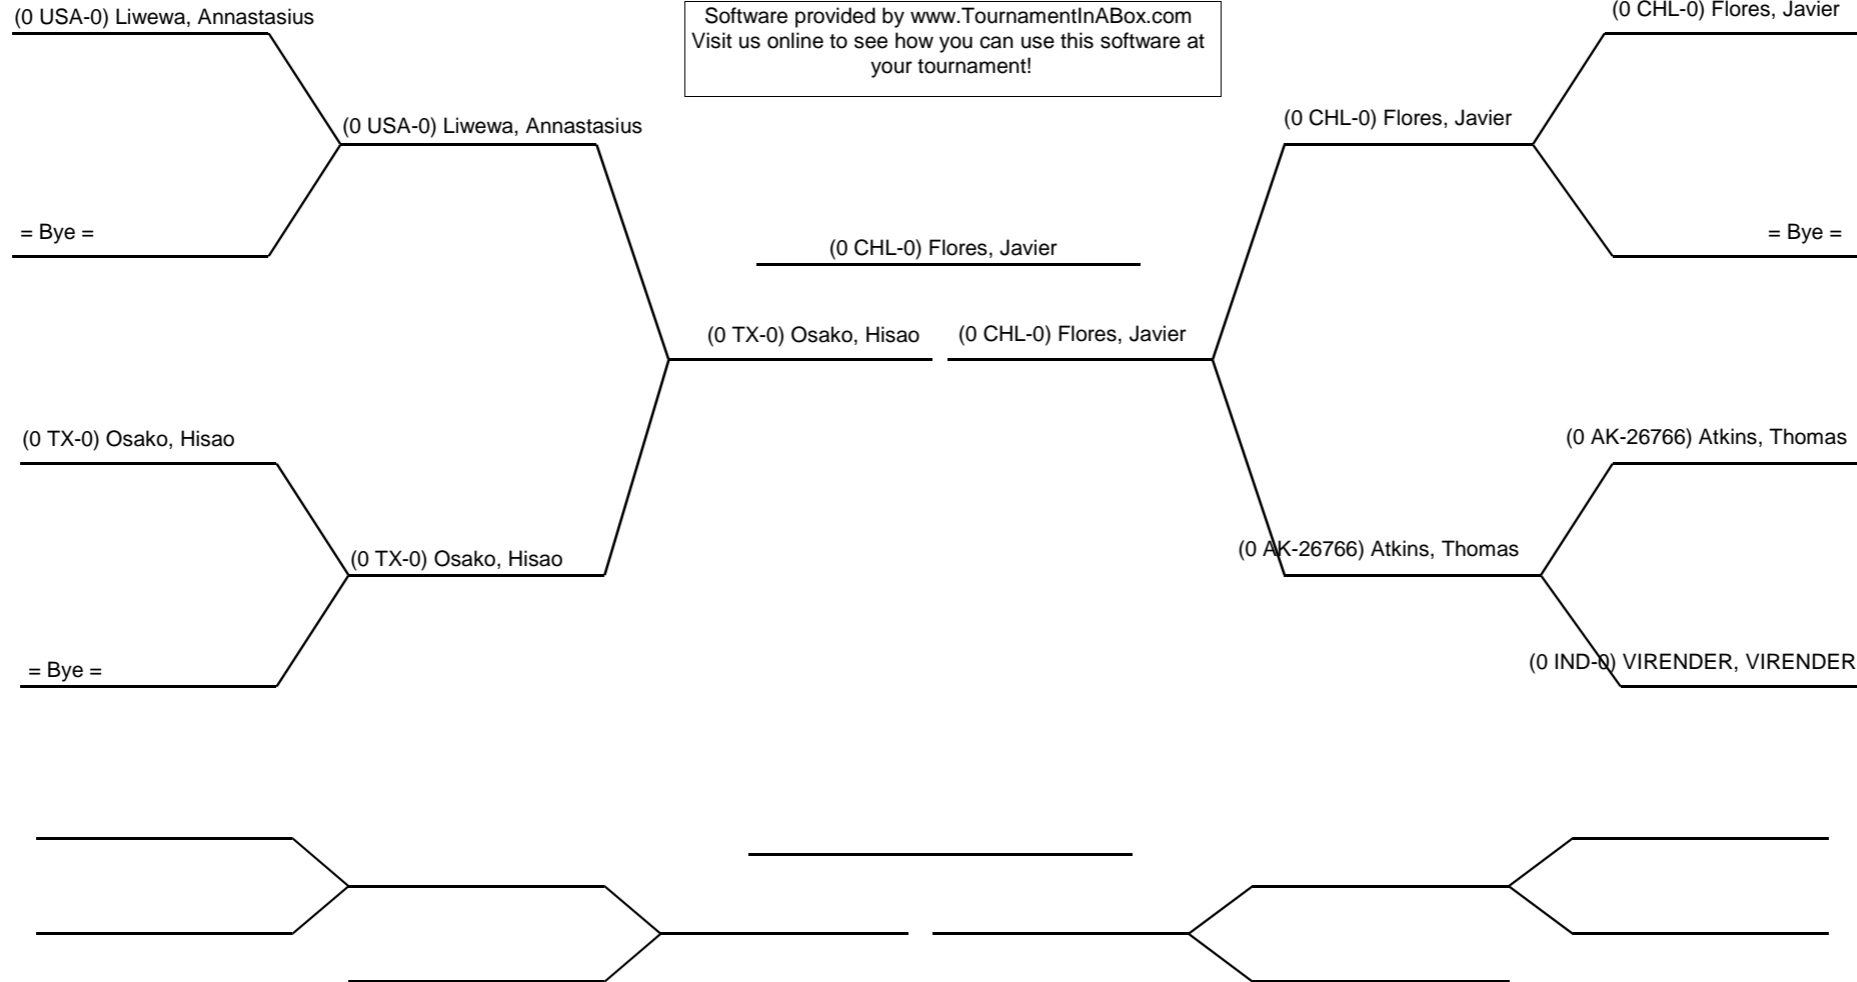 (0 USA-0) Liwewa, Annastasius
Software provided by www.TournamentInABox.com
Visit us online to see how you can use this software at
your tournament!
(0 CHL-0) Flores, Javier
(0 USA-0) Liwewa, Annastasius
(0 CHL-0) Flores, Javier
= Bye =
(0 CHL-0) Flores, Javier
= Bye =
(0 TX-0) Osako, Hisao
(0 CHL-0) Flores, Javier
(0 TX-0) Osako, Hisao
(0 AK-26766) Atkins, Thomas
(0 TX-0) Osako, Hisao
(0 AK-26766) Atkins, Thomas
= Bye =
(0 IND-0) VIRENDER, VIRENDER